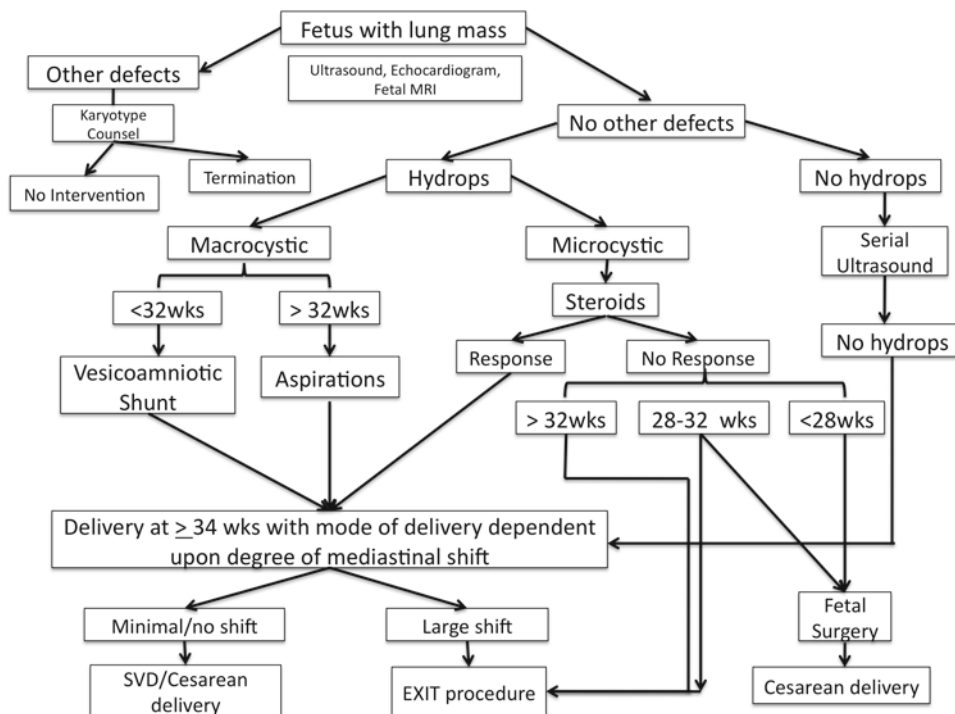 Fetus with lung mass
Ultrasound, Echocardiogram,
Fetal MRI
Other defects
Karyotype
Counsel
No Intervention
Termination
No other defects
Hydrops
No hydrops
Macrocystic
Microcystic
Serial
Ultrasound
<32wks
> 32wks
Steroids
No hydrops
Vesicoamniotic
Shunt
Aspirations
Response
No Response
> 32wks
28-32 wks
<28wks
Delivery at ≥ 34 wks with mode of delivery dependent
upon degree of mediastinal shift
Minimal/no shift
Large shift
Fetal
Surgery
SVD/Cesarean
delivery
EXIT procedure
Cesarean delivery